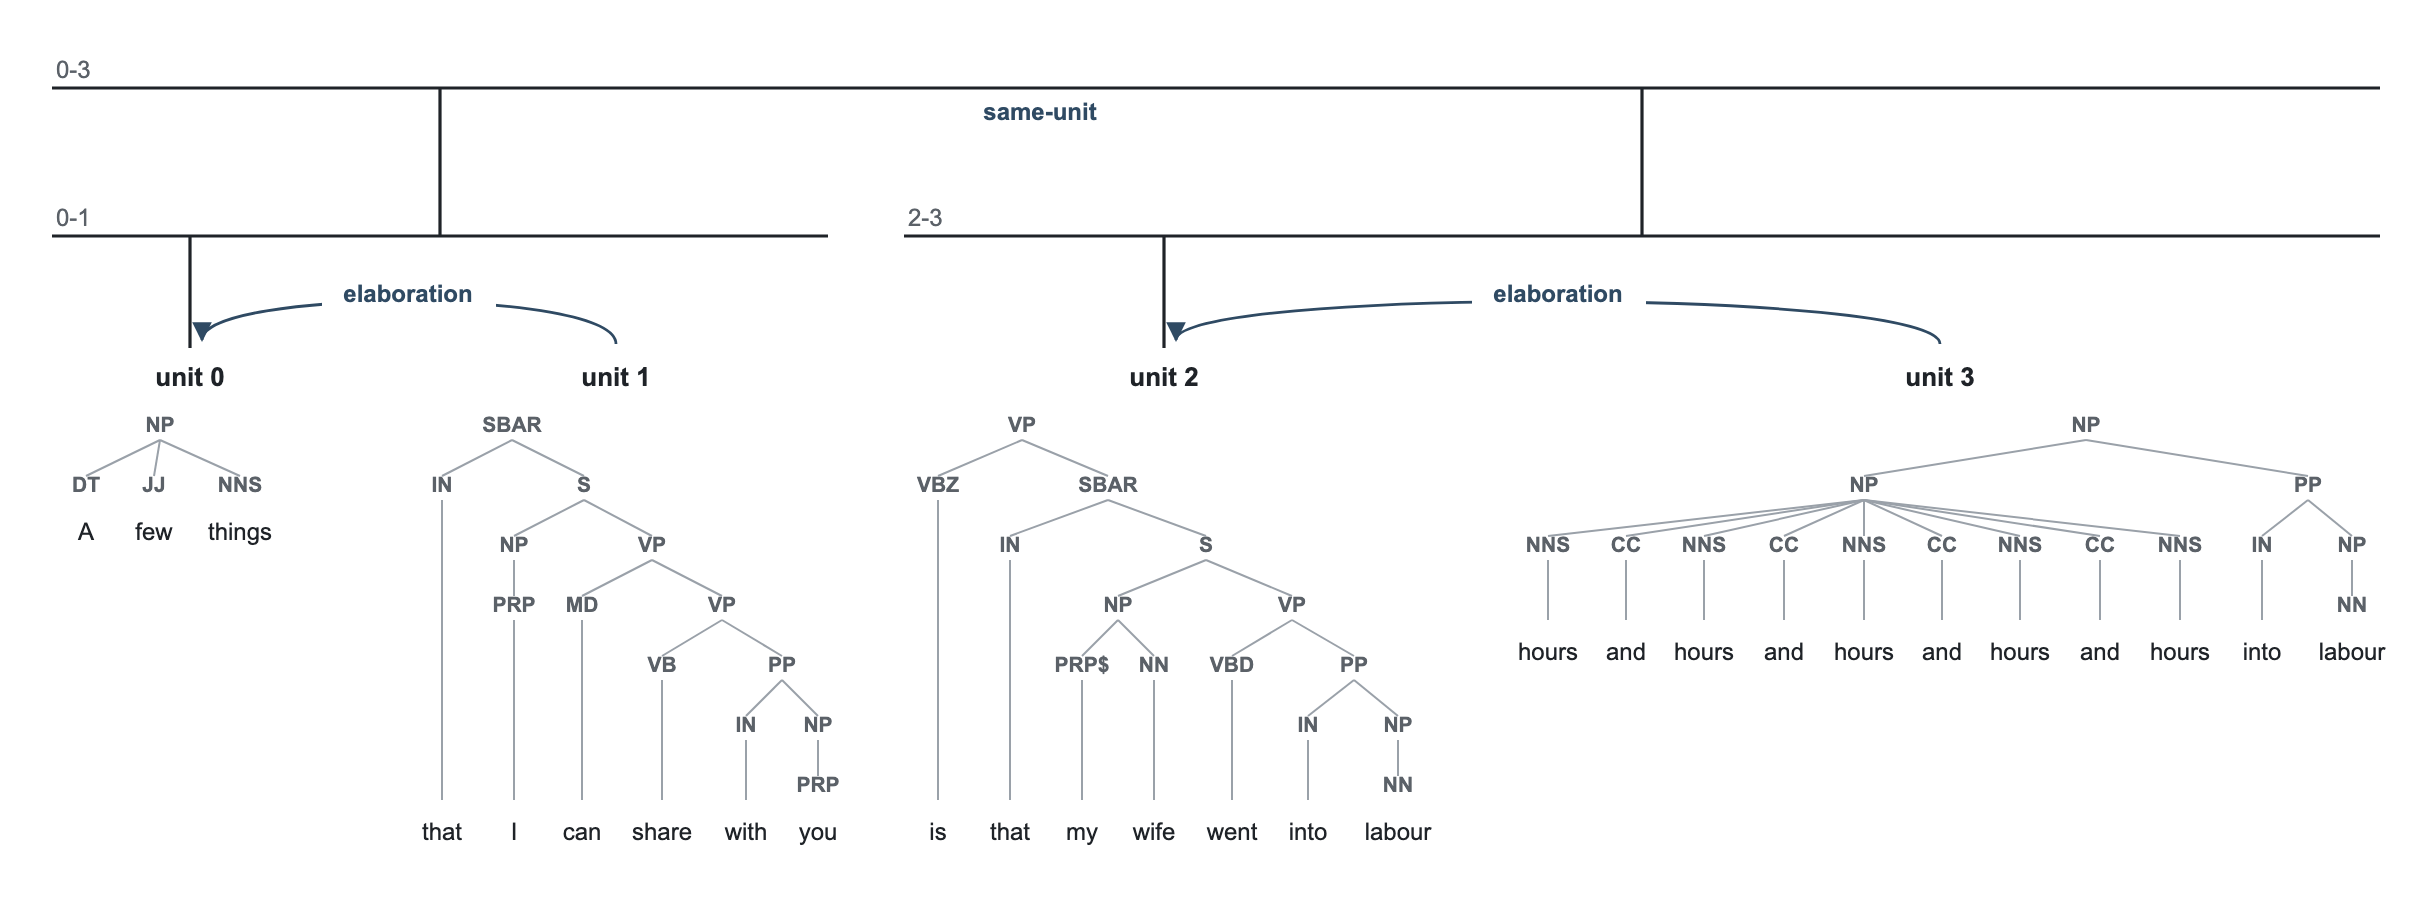 0-3
same-unit
0-1 2-3
elaboration elaboration
unit 0 unit 1 unit 2 unit 3
NP SBAR VP NP
DT JJ NNS IN S VBZ SBAR NP PP
A few things
NP VP IN S NNS CC NNS CC NNS CC NNS CC NNS IN NP
PRP MD VP NP VP NN
hours and hours and hours and hours and hours into labour
VB PP PRP$ NN VBD PP
IN NP IN NP
PRP NN
that I can share with you is that my wife went into labour